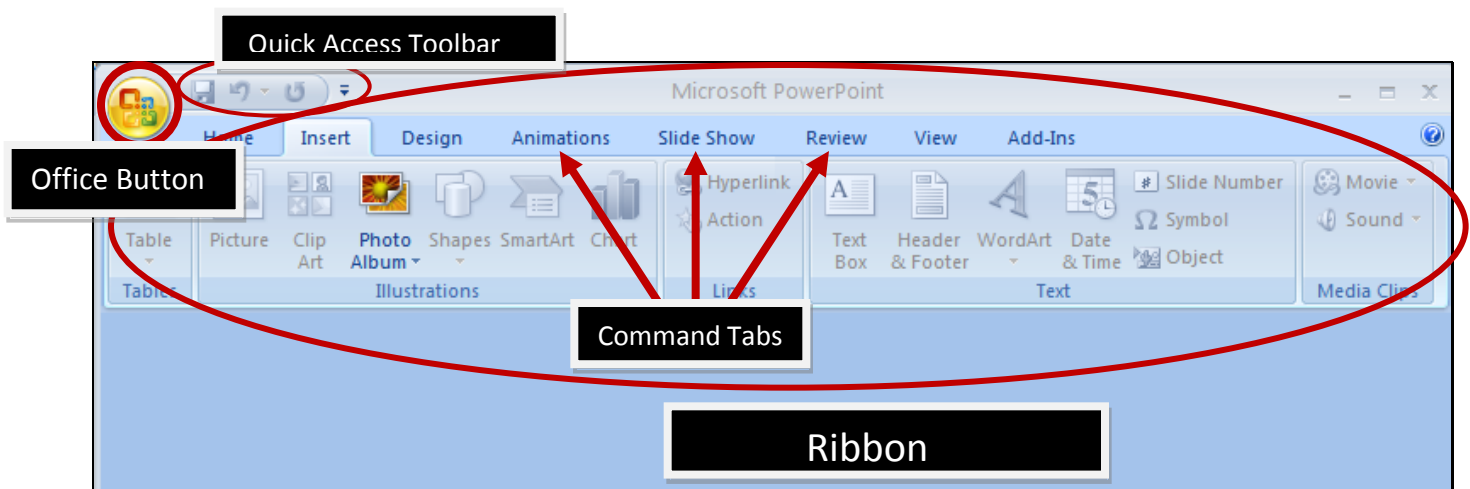 Quick Access Toolbar
Microsoft PowerPoint
Home Insert Design Animations Slide Show Review View Add-Ins
Office Button
Hyperlink
Action
Slide Number
Symbol
Object
Movie
Sound
Table
Picture
Clip
Art
Photo
Album
Shapes
SmartArt
Chart
Text
Box
Header
& Footer
WordArt
Date
& Time
Tables Illustrations Links Text Media Clips
Command Tabs
Ribbon